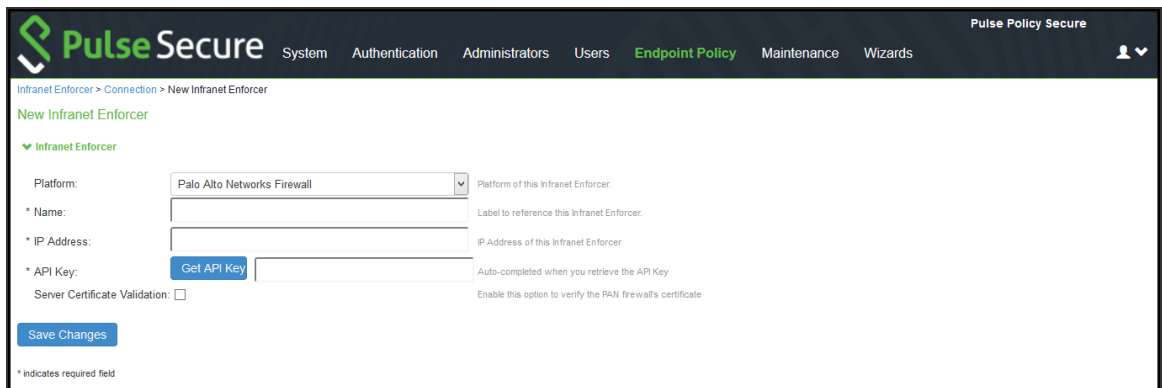 Pulse Policy Secure
Pulse Secure System Authentication Administrators Users Endpoint Policy Maintenance Wizards
Infranet Enforcer > Connection > New Infranet Enforcer
New Infranet Enforcer
Infranet Enforcer
Platform: Palo Alto Networks Firewall Platform of this Infranet Enforcer.
* Name: Label to reference this Infranet Enforcer.
* IP Address: IP Address of this Infranet Enforcer
* API Key: Get API Key Auto-completed when you retrieve the API Key
Server Certificate Validation: Enable this option to verify the PAN firewall's certificate
Save Changes
* indicates required field